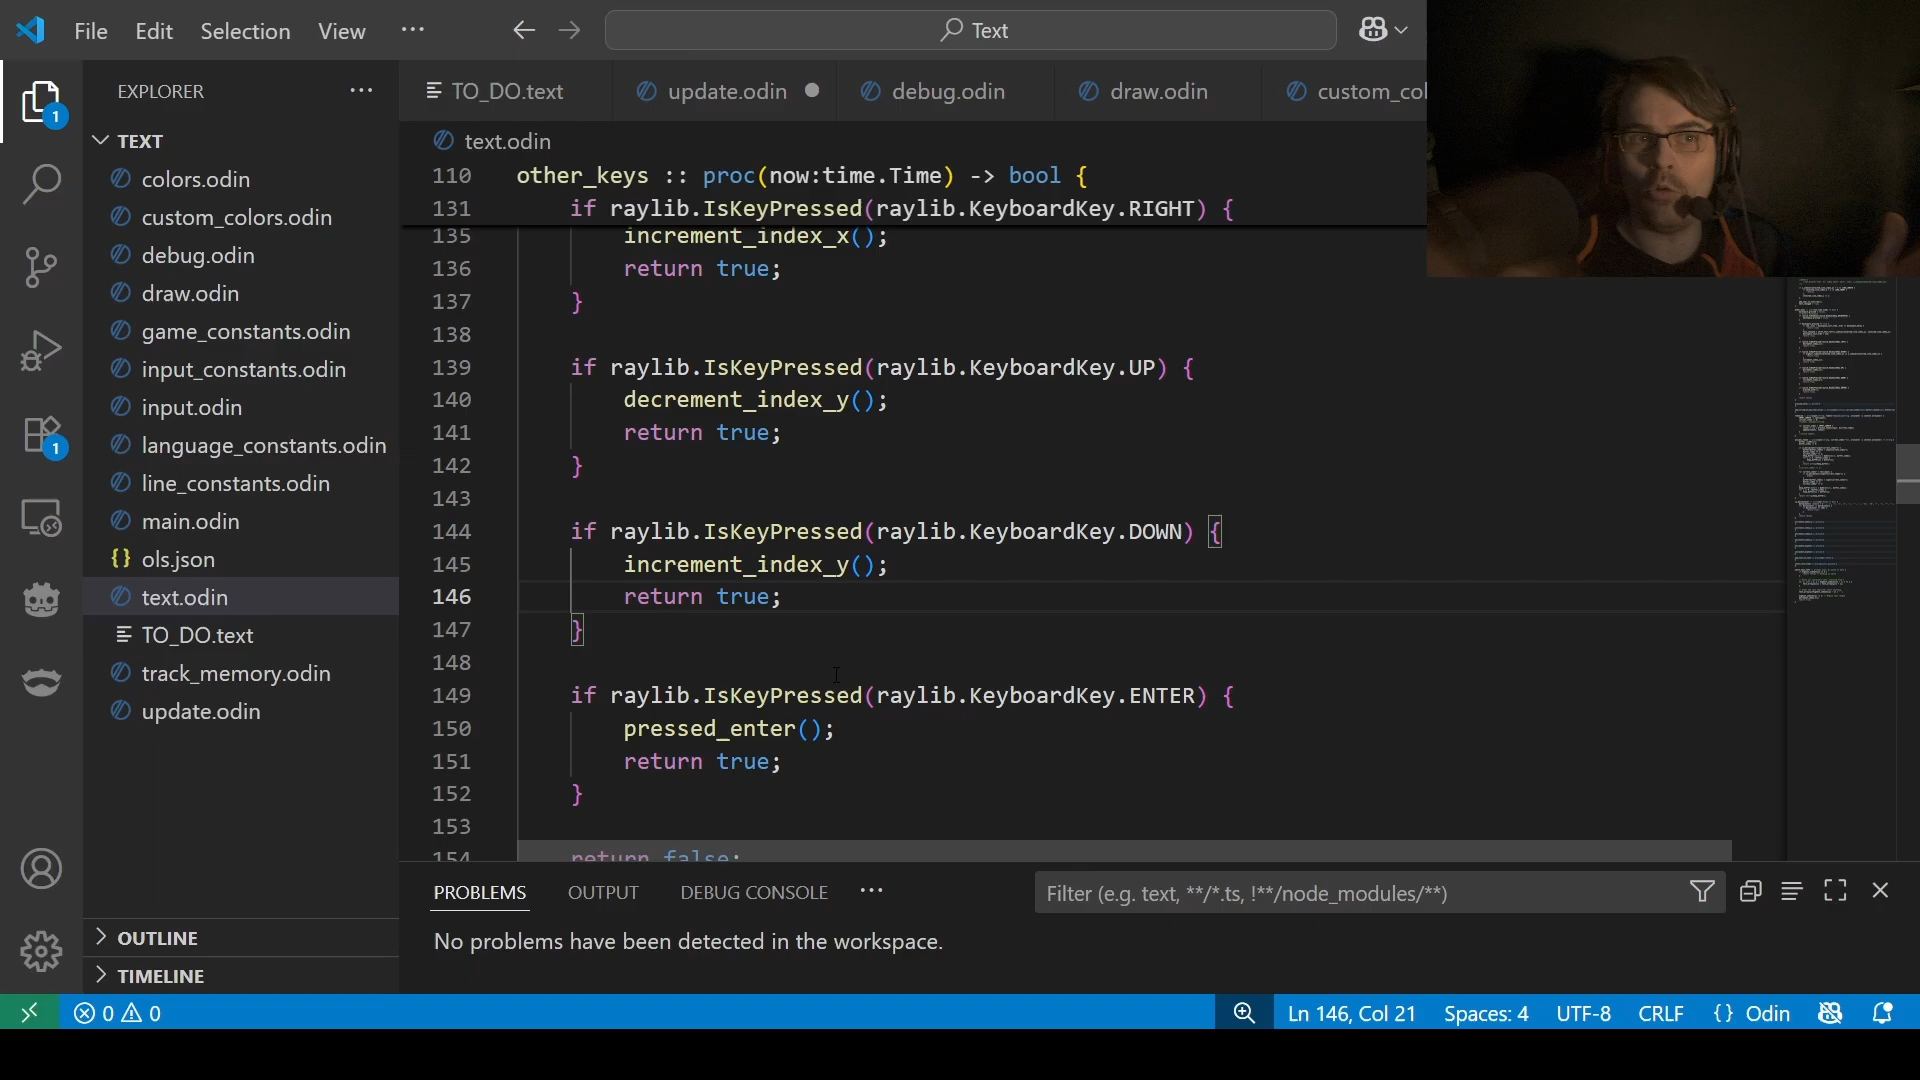 File Edit Selection View ··· Text
EXPLORER ···
TEXT
colors.odin
custom_colors.odin
debug.odin
draw.odin
game_constants.odin
input_constants.odin
input.odin
language_constants.odin
line_constants.odin
main.odin
{} ols.json
text.odin
TO_DO.text
track_memory.odin
update.odin
OUTLINE
TIMELINE
1
1
TO_DO.text update.odin debug.odin draw.odin custom_col
text.odin
110 other_keys :: proc(now:time.Time) -> bool {
131 if raylib.IsKeyPressed(raylib.KeyboardKey.RIGHT) {
135 increment_index_x();
136 return true;
137 }
138
139 if raylib.IsKeyPressed(raylib.KeyboardKey.UP) {
140 decrement_index_y();
141 return true;
142 }
143
144 if raylib.IsKeyPressed(raylib.KeyboardKey.DOWN) {
145 increment_index_y();
146 return true;
147 }
148
149 if raylib.IsKeyPressed(raylib.KeyboardKey.ENTER) {
150 pressed_enter();
151 return true;
152 }
153
154 return false;
PROBLEMS OUTPUT DEBUG CONSOLE ··· Filter (e.g. text, **/*.ts, !**/node_modules/**)
No problems have been detected in the workspace.
0 0 Ln 146, Col 21 Spaces: 4 UTF-8 CRLF {} Odin